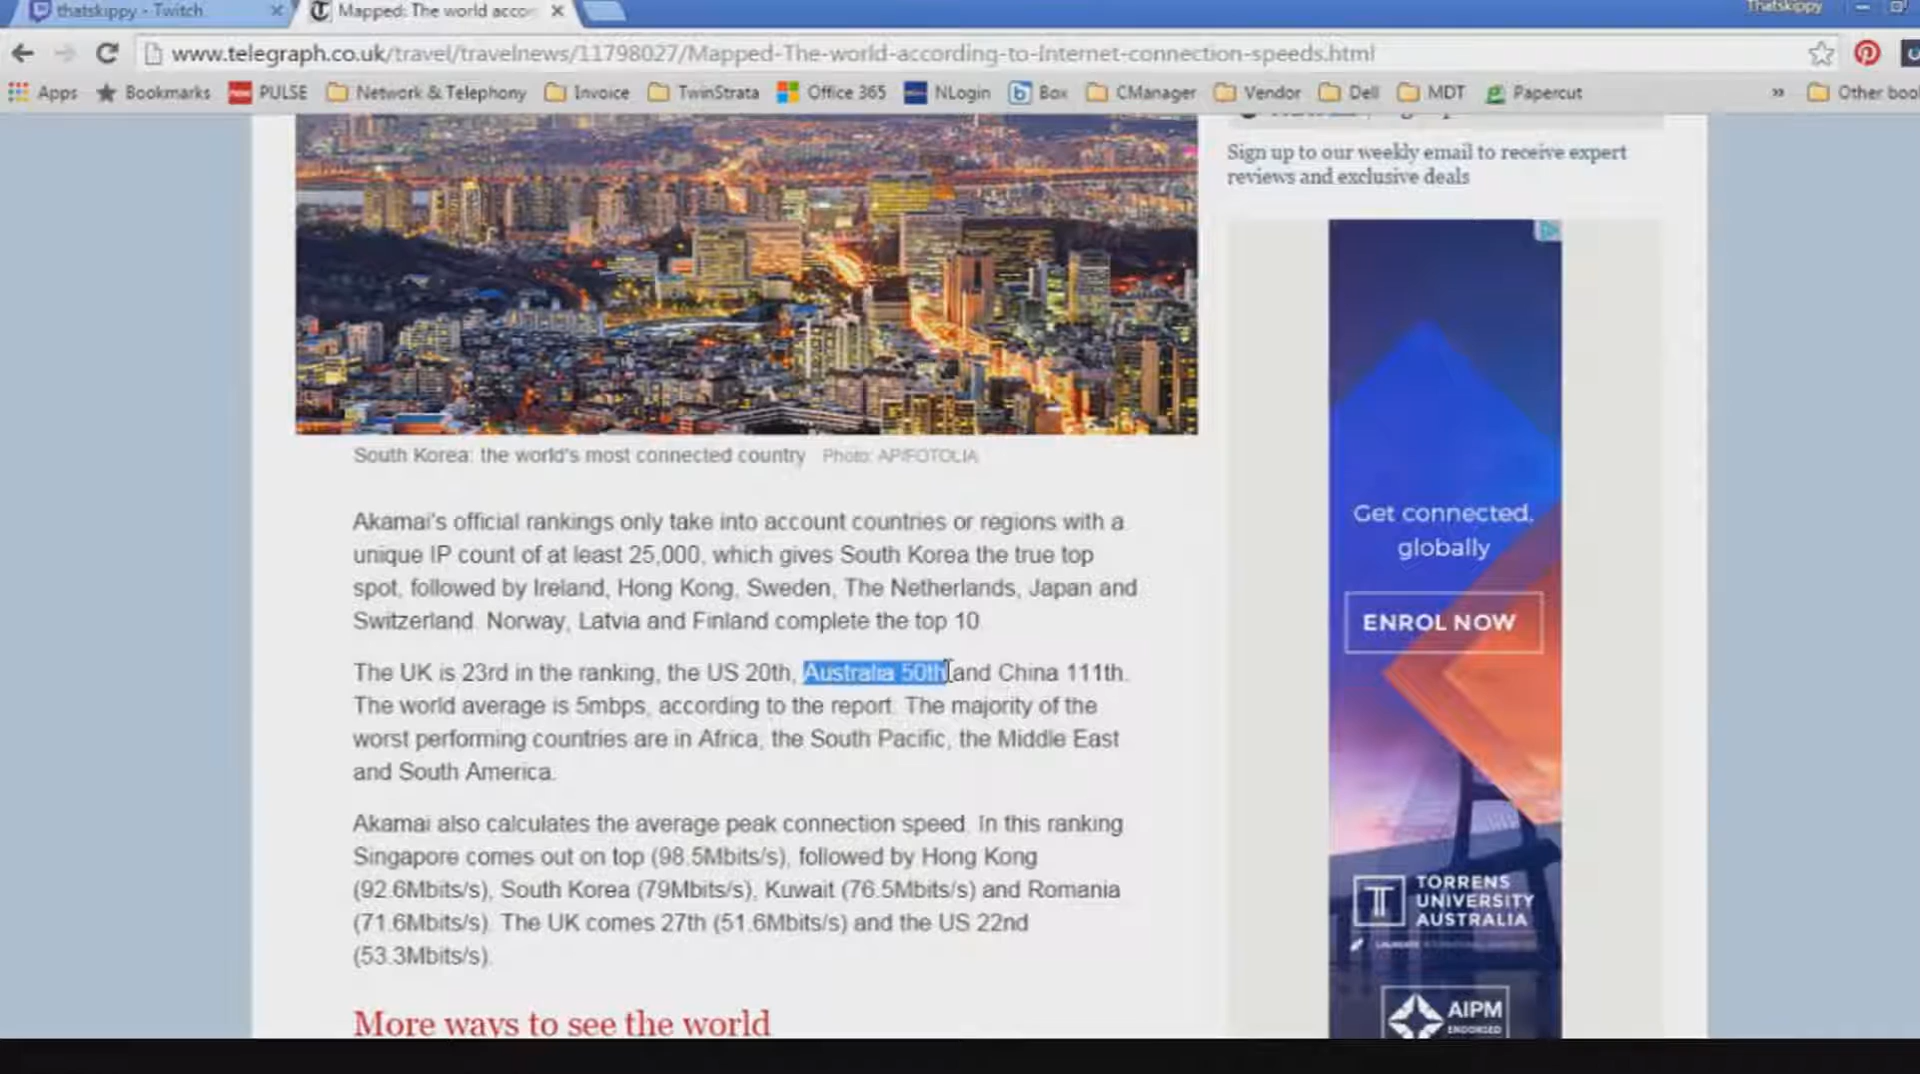 thatskippy - Twitch
Mapped: The world acco
Thatskippy
www.telegraph.co.uk/travel/travelnews/11798027/Mapped-The-world-according-to-Internet-connection-speeds.html
Apps Bookmarks PULSE Network & Telephony Invoice TwinStrata Office 365 NLogin Box CManager Vendor Dell MDT Papercut » Other boo
Sign up to our weekly email to receive expert
reviews and exclusive deals
South Korea: the world's most connected country Photo: AP/FOTOLIA
Akamai's official rankings only take into account countries or regions with a
unique IP count of at least 25,000, which gives South Korea the true top
spot, followed by Ireland, Hong Kong, Sweden, The Netherlands, Japan and
Switzerland. Norway, Latvia and Finland complete the top 10.
The UK is 23rd in the ranking, the US 20th, Australia 50th and China 111th.
The world average is 5mbps, according to the report. The majority of the
worst performing countries are in Africa, the South Pacific, the Middle East
and South America.
Akamai also calculates the average peak connection speed. In this ranking
Singapore comes out on top (98.5Mbits/s), followed by Hong Kong
(92.6Mbits/s), South Korea (79Mbits/s), Kuwait (76.5Mbits/s) and Romania
(71.6Mbits/s). The UK comes 27th (51.6Mbits/s) and the US 22nd
(53.3Mbits/s).
More ways to see the world
Get connected,
globally
ENROL NOW
TORRENS
UNIVERSITY
AUSTRALIA
AIPM
ENDORSED